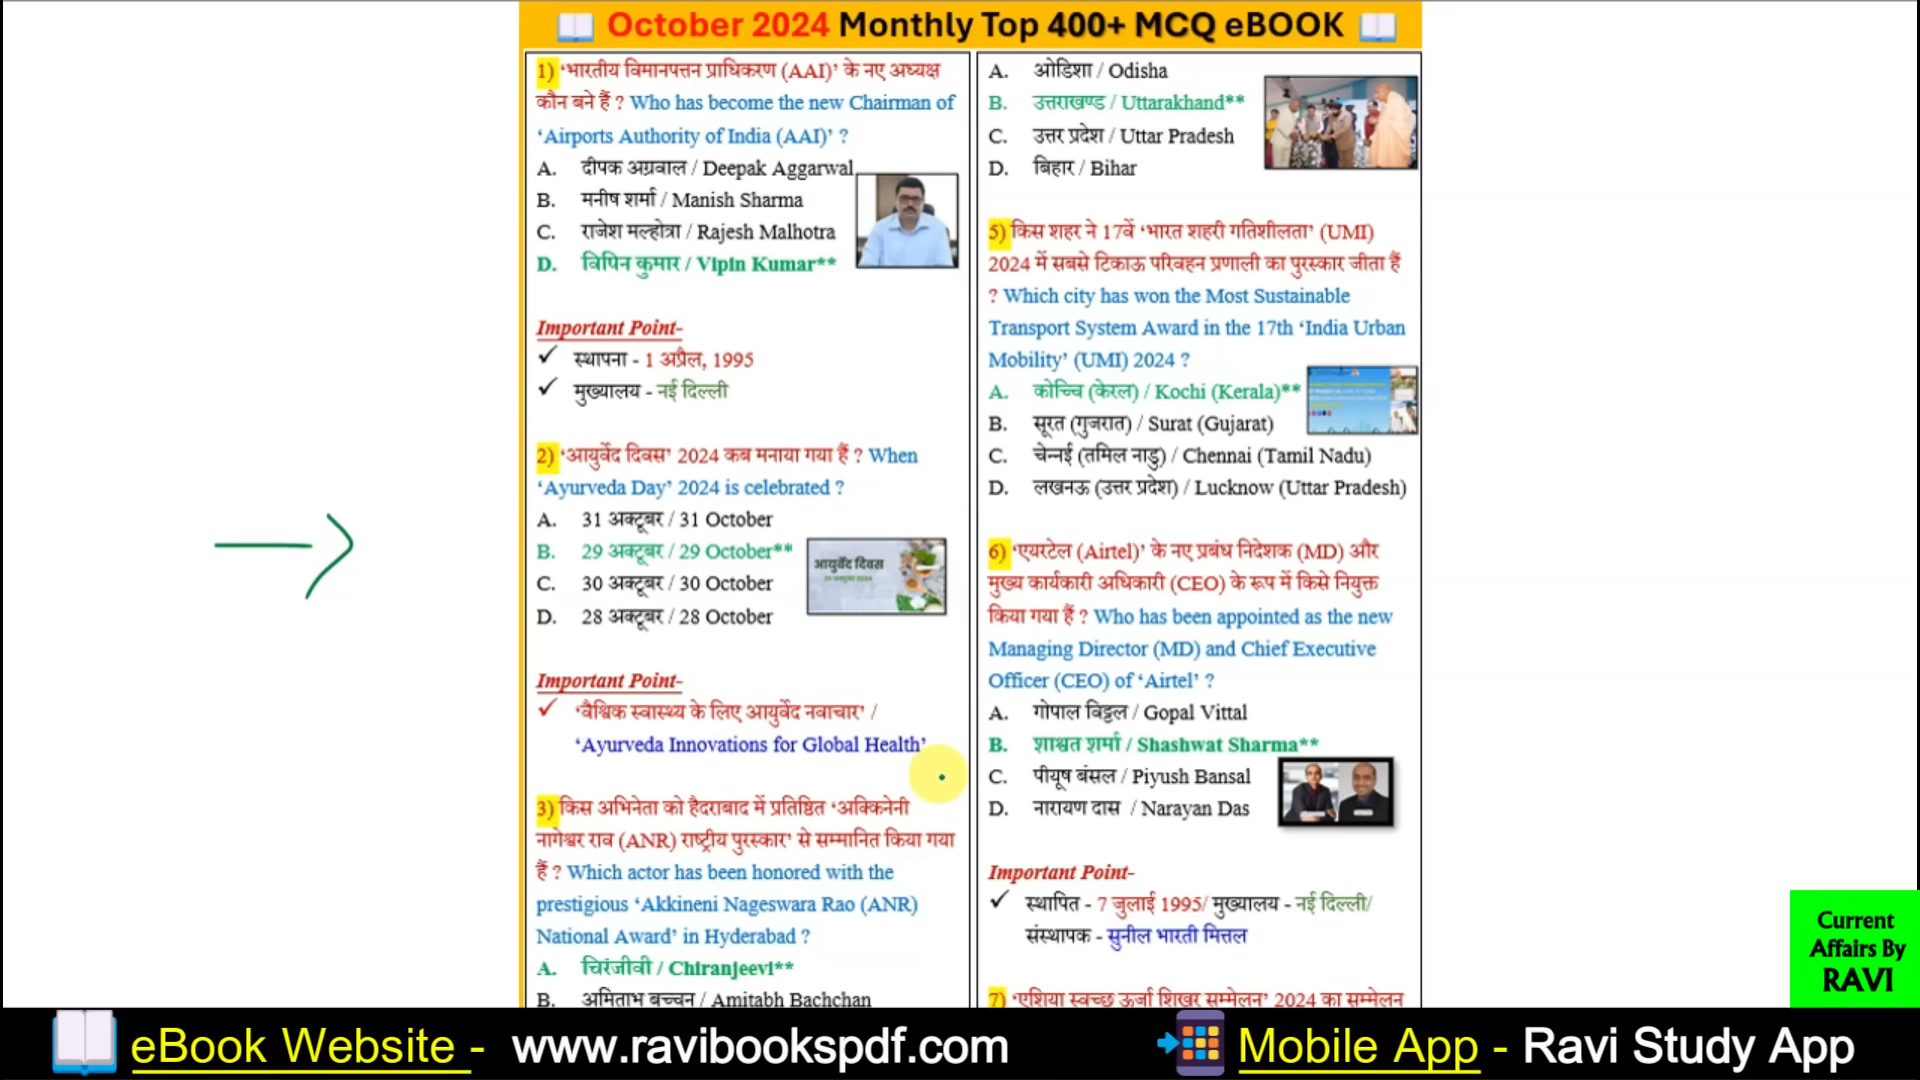 October 2024 Monthly Top 400+ MCQ eBOOK
1) ‘भारतीय विमानपत्तन प्राधिकरण (AAI)’ के नए अध्यक्ष
कौन बने हैं ? Who has become the new Chairman of
‘Airports Authority of India (AAI)’ ?
A. दीपक अग्रवाल / Deepak Aggarwal
B. मनीष शर्मा / Manish Sharma
C. राजेश मल्होत्रा / Rajesh Malhotra
D. विपिन कुमार / Vipin Kumar**
Important Point-
✓ स्थापना - 1 अप्रैल, 1995
✓ मुख्यालय - नई दिल्ली
2) ‘आयुर्वेद दिवस’ 2024 कब मनाया गया हैं ? When
‘Ayurveda Day’ 2024 is celebrated ?
A. 31 अक्टूबर / 31 October
B. 29 अक्टूबर / 29 October**
C. 30 अक्टूबर / 30 October
D. 28 अक्टूबर / 28 October
आयुर्वेद दिवस
Important Point-
✓ ‘वैश्विक स्वास्थ्य के लिए आयुर्वेद नवाचार’ /
‘Ayurveda Innovations for Global Health’
3) किस अभिनेता को हैदराबाद में प्रतिष्ठित ‘अक्किनेनी
नागेश्वर राव (ANR) राष्ट्रीय पुरस्कार’ से सम्मानित किया गया
हैं ? Which actor has been honored with the
prestigious ‘Akkineni Nageswara Rao (ANR)
National Award’ in Hyderabad ?
A. चिरंजीवी / Chiranjeevi**
B. अमिताभ बच्चन / Amitabh Bachchan
A. ओडिशा / Odisha
B. उत्तराखण्ड / Uttarakhand**
C. उत्तर प्रदेश / Uttar Pradesh
D. बिहार / Bihar
5) किस शहर ने 17वें ‘भारत शहरी गतिशीलता’ (UMI)
2024 में सबसे टिकाऊ परिवहन प्रणाली का पुरस्कार जीता हैं
? Which city has won the Most Sustainable
Transport System Award in the 17th ‘India Urban
Mobility’ (UMI) 2024 ?
A. कोच्चि (केरल) / Kochi (Kerala)**
B. सूरत (गुजरात) / Surat (Gujarat)
C. चेन्नई (तमिल नाडु) / Chennai (Tamil Nadu)
D. लखनऊ (उत्तर प्रदेश) / Lucknow (Uttar Pradesh)
6) ‘एयरटेल (Airtel)’ के नए प्रबंध निदेशक (MD) और
मुख्य कार्यकारी अधिकारी (CEO) के रूप में किसे नियुक्त
किया गया हैं ? Who has been appointed as the new
Managing Director (MD) and Chief Executive
Officer (CEO) of ‘Airtel’ ?
A. गोपाल विट्टल / Gopal Vittal
B. शाश्वत शर्मा / Shashwat Sharma**
C. पीयूष बंसल / Piyush Bansal
D. नारायण दास / Narayan Das
Important Point-
✓ स्थापित - 7 जुलाई 1995/ मुख्यालय - नई दिल्ली/
संस्थापक - सुनील भारती मित्तल
7) ‘एशिया स्वच्छ ऊर्जा शिखर सम्मेलन’ 2024 का सम्मेलन
Current
Affairs By
RAVI
eBook Website - www.ravibookspdf.com
Mobile App - Ravi Study App